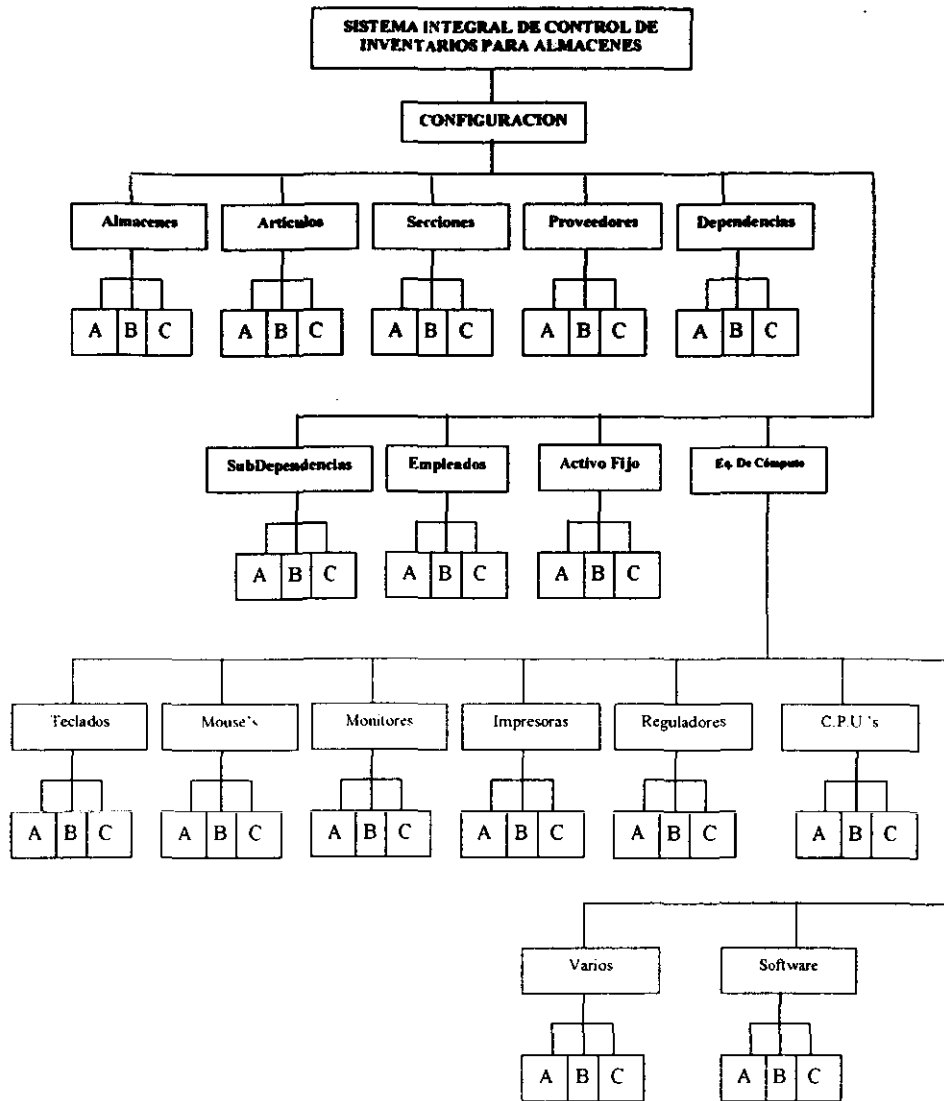 SISTEMA INTEGRAL DE CONTROL DE
INVENTARIOS PARA ALMACENES
CONFIGURACION
Almacenes Artículos Secciones Proveedores Dependencias
A B C A B C A B C A B C A B C
SubDependencias Empleados Activo Fijo Eq. De Cómputo
A B C A B C A B C
Teclados Mouse's Monitores Impresoras Reguladores C.P.U 's
A B C A B C A B C A B C A B C A B C
Varios Software
A B C A B C